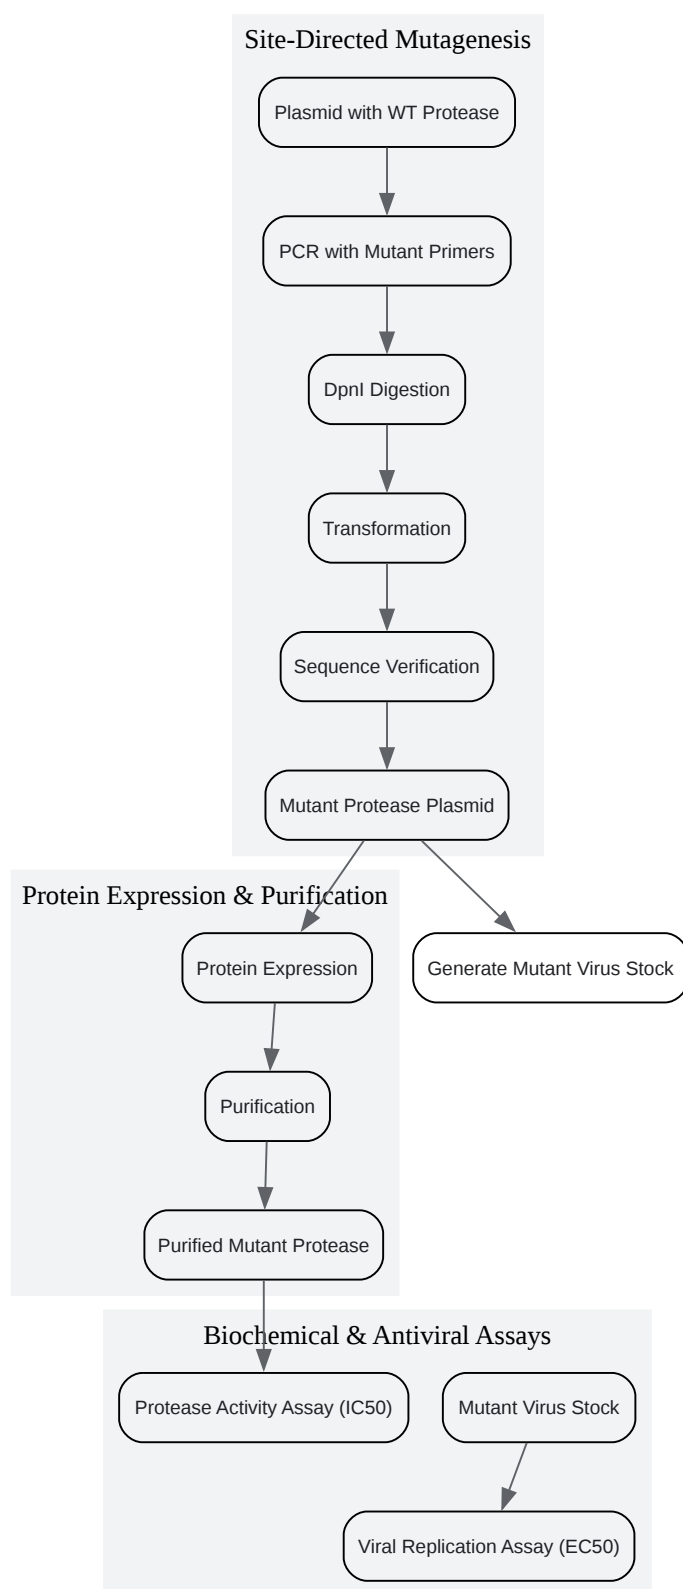 Site-Directed Mutagenesis
Plasmid with WT Protease
PCR with Mutant Primers
DpnI Digestion
Transformation
Sequence Verification
Mutant Protease Plasmid
Protein Expression & Purification
Protein Expression
Generate Mutant Virus Stock
Purification
Purified Mutant Protease
Biochemical & Antiviral Assays
Protease Activity Assay (IC50)
Mutant Virus Stock
Viral Replication Assay (EC50)